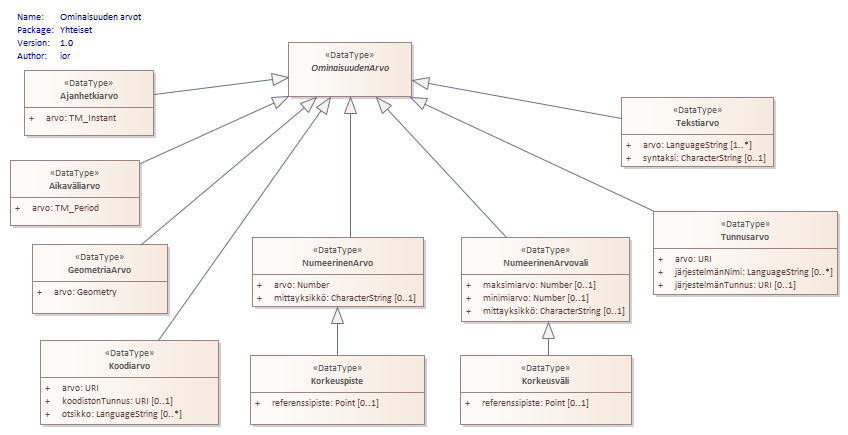 Name: Ominaisuuden arvot
Package: Yhteiset
Version: 1.0
Author: ior
«DataType»
OminaisuudenArvo
«DataType»
Ajanhetkiarvo
+ arvo: TM_Instant
«DataType»
Tekstiarvo
+ arvo: LanguageString [1..*]
+ syntaksi: CharacterString [0..1]
«DataType»
Aikaväliarvo
+ arvo: TM_Period
«DataType»
Tunnusarvo
+ arvo: URI
+ järjestelmänNimi: LanguageString [0..*]
+ järjestelmänTunnus: URI [0..1]
«DataType»
GeometriaArvo
+ arvo: Geometry
«DataType»
NumeerinenArvo
+ arvo: Number
+ mittayksikkö: CharacterString [0..1]
«DataType»
NumeerinenArvovali
+ maksimiarvo: Number [0..1]
+ minimiarvo: Number [0..1]
+ mittayksikkö: CharacterString [0..1]
«DataType»
Koodiarvo
+ arvo: URI
+ koodistonTunnus: URI [0..1]
+ otsikko: LanguageString [0..*]
«DataType»
Korkeuspiste
+ referenssipiste: Point [0..1]
«DataType»
Korkeusväli
+ referenssipiste: Point [0..1]